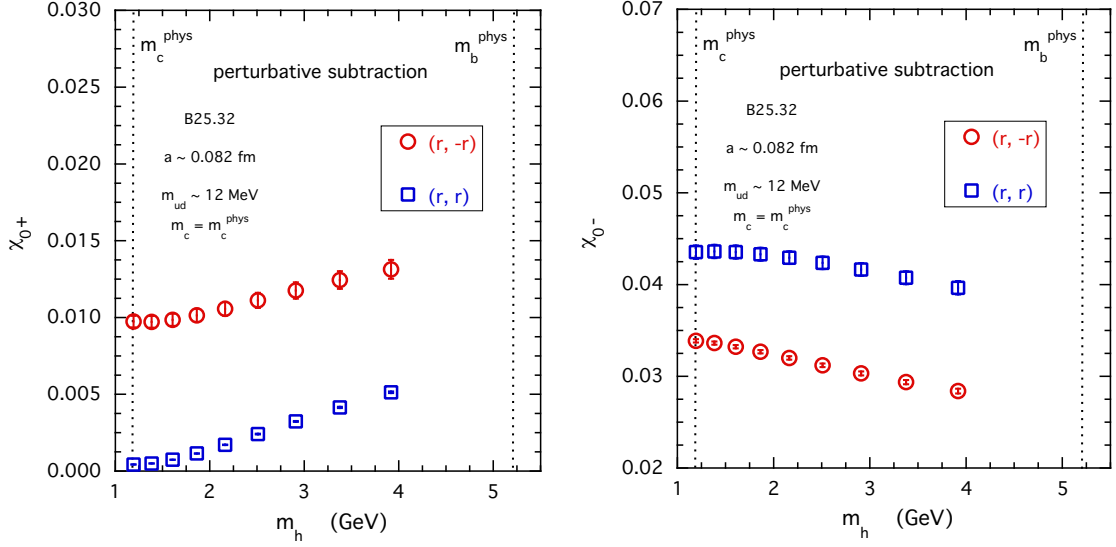 0.030
0.025
0.020
0.015
0.010
0.005
0.000
χ0+
m_c^phys
m_b^phys
perturbative subtraction
B25.32
a ~ 0.082 fm
m_ud ~ 12 MeV
m_c = m_c^phys
(r, -r)
(r, r)
1 2 3 4 5
m_h (GeV)
0.07
0.06
0.05
0.04
0.03
0.02
χ0-
m_c^phys
m_b^phys
perturbative subtraction
B25.32
a ~ 0.082 fm
m_ud ~ 12 MeV
m_c = m_c^phys
(r, -r)
(r, r)
1 2 3 4 5
m_h (GeV)